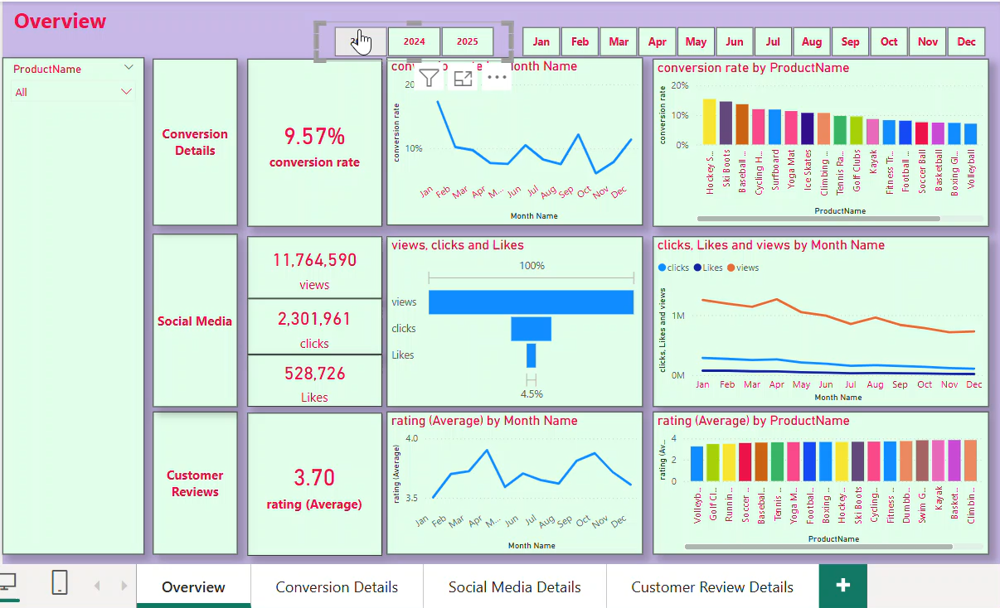 Overview
2024
2025
Jan
Feb
Mar
Apr
May
Jun
Jul
Aug
Sep
Oct
Nov
Dec
ProductName
All
Conversion
Details
9.57%
conversion rate
onth Name
20
10%
conversion rate
Jan
Feb
Mar
Apr
M...
Jun
Jul
Aug
Sep
Oct
Nov
Dec
Month Name
conversion rate by ProductName
20%
10%
0%
conversion rate
Hockey S...
Ski Boots
Baseball ...
Cycling H...
Surfboard
Yoga Mat
Ice Skates
Climbing ...
Tennis Ra...
Golf Clubs
Kayak
Fitness Tr...
Football ...
Soccer Ball
Basketball
Boxing Gl...
Volleyball
ProductName
Social Media
11,764,590
views
2,301,961
clicks
528,726
Likes
views, clicks and Likes
100%
views
clicks
Likes
4.5%
clicks, Likes and views by Month Name
clicks
Likes
views
1M
0M
clicks, Likes and views
Jan
Feb
Mar
Apr
May
Jun
Jul
Aug
Sep
Oct
Nov
Dec
Month Name
Customer
Reviews
3.70
rating (Average)
rating (Average) by Month Name
4.0
3.5
rating (Average)
Jan
Feb
Mar
Apr
M...
Jun
Jul
Aug
Sep
Oct
Nov
Dec
Month Name
rating (Average) by ProductName
4
2
0
rating (Av...
Volleyb...
Golf Cl...
Runnin...
Soccer ...
Basebal...
Tennis ...
Yoga M...
Footbal...
Boxing ...
Hockey...
Ski Boots
Cycling...
Fitness ...
Dumbb...
Swim G...
Kayak
Basket...
Climbin...
ProductName
Overview
Conversion Details
Social Media Details
Customer Review Details